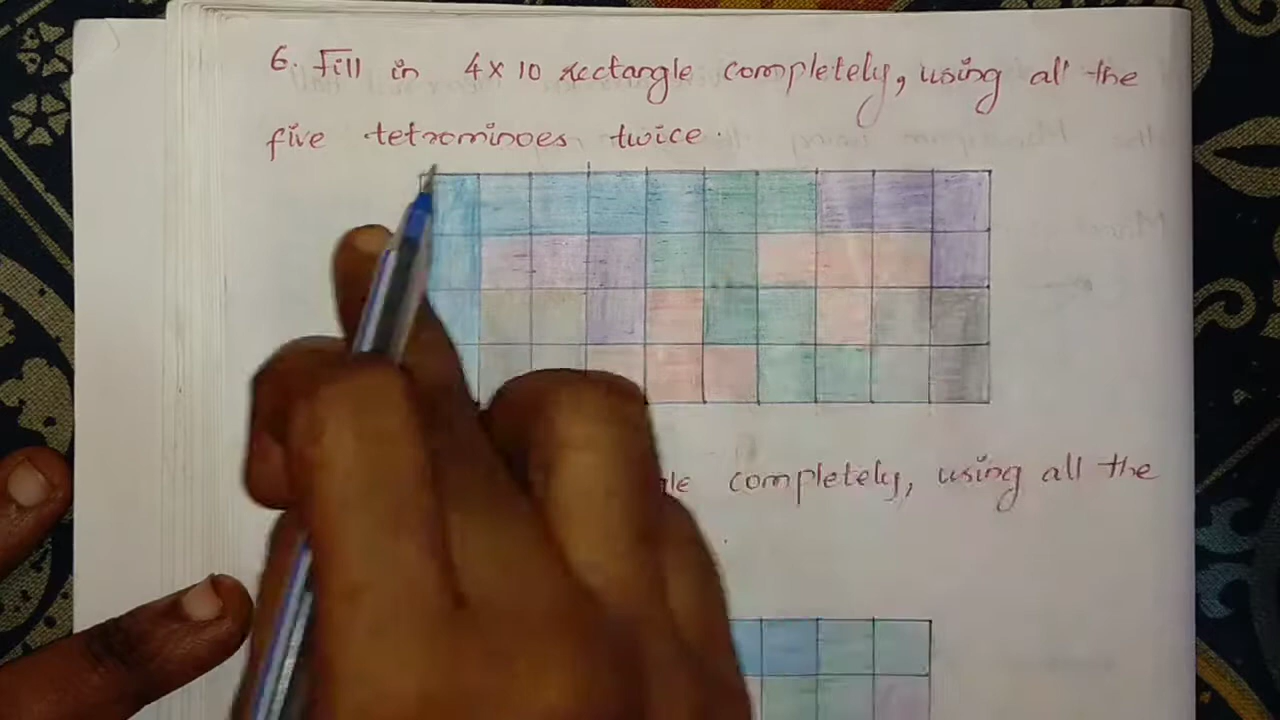 6. Fill in 4 x 10 rectangle completely, using all the
five tetrominoes twice.
completely, using all the